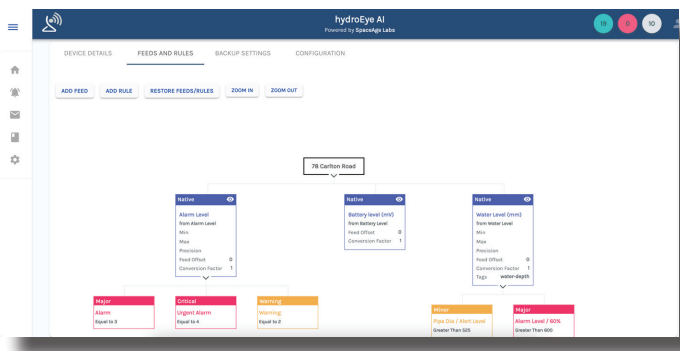 hydroEye AI
Powered by SpaceAge Labs
19
0
10
DEVICE DETAILS
FEEDS AND RULES
BACKUP SETTINGS
CONFIGURATION
ADD FEED
ADD RULE
RESTORE FEEDS/RULES
ZOOM IN
ZOOM OUT
78 Carlton Road
Native
Alarm Level
from Alarm Level
Min
Max
Precision
Feed Offset 0
Conversion Factor 1
Native
Battery level (mV)
from Battery Level
Feed Offset 0
Conversion Factor 1
Native
Water Level (mm)
from Water Level
Min
Max
Precision
Feed Offset 0
Conversion Factor 1
Tags water-depth
Major
Alarm
Equal to 3
Critical
Urgent Alarm
Equal to 4
Warning
Warning
Equal to 2
Minor
Pipe Dia / Alert Level
Greater Than 525
Major
Alarm Level / 60%
Greater Than 600